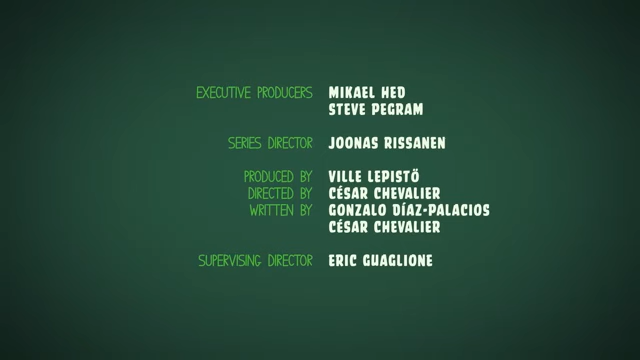 EXECUTIVE PRODUCERS MIKAEL HED
STEVE PEGRAM
SERIES DIRECTOR JOONAS RISSANEN
PRODUCED BY VILLE LEPISTÖ
DIRECTED BY CÉSAR CHEVALIER
WRITTEN BY GONZALO DÍAZ-PALACIOS
CÉSAR CHEVALIER
SUPERVISING DIRECTOR ERIC GUAGLIONE